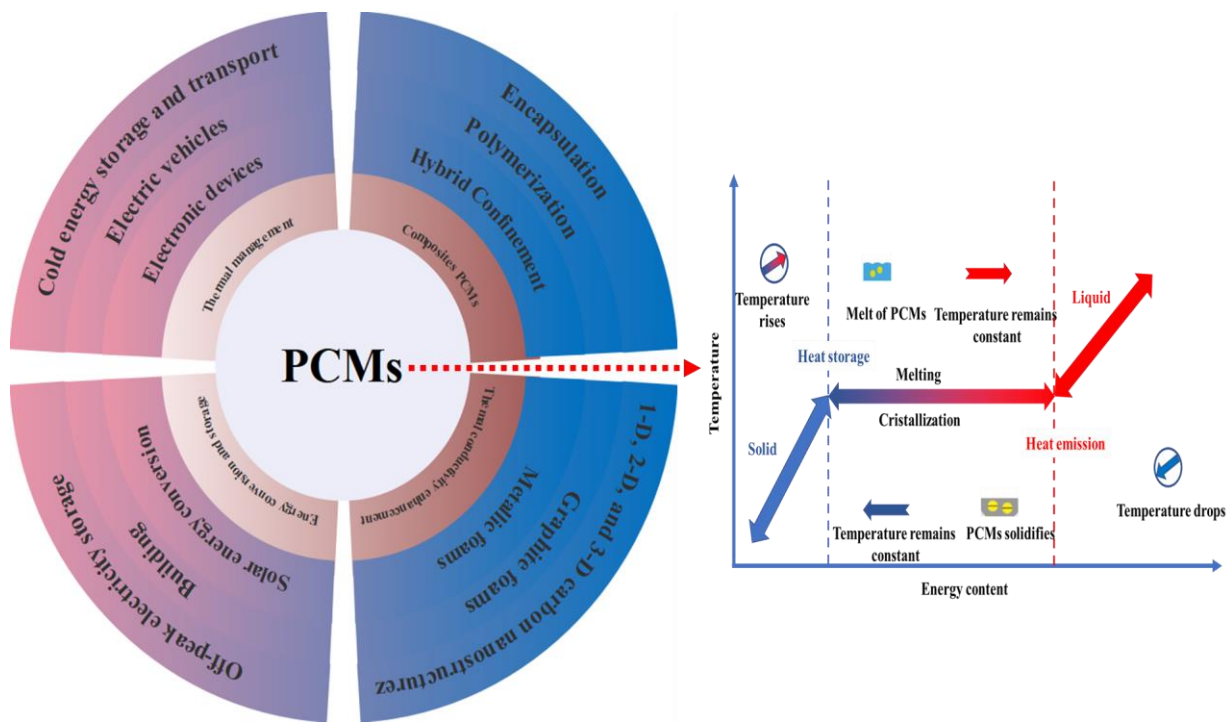 Cold energy storage and transport
Electric vehicles
Electronic devices
Thermal management
Encapsulation
Polymerization
Hybrid Confinement
Composites PCMs
PCMs
Energy conversion and storage
Solar energy conversion
Building
Off-peak electricity storage
Thermal conductivity enhancement
Metallic foams
Graphite foams
1-D, 2-D, and 3-D carbon nanostructurez
Temperature
Temperature
rises
Melt of PCMs
Temperature remains
constant
Liquid
Heat storage
Melting
Cristallization
Solid
Heat emission
Temperature remains
constant
PCMs solidifies
Temperature drops
Energy content